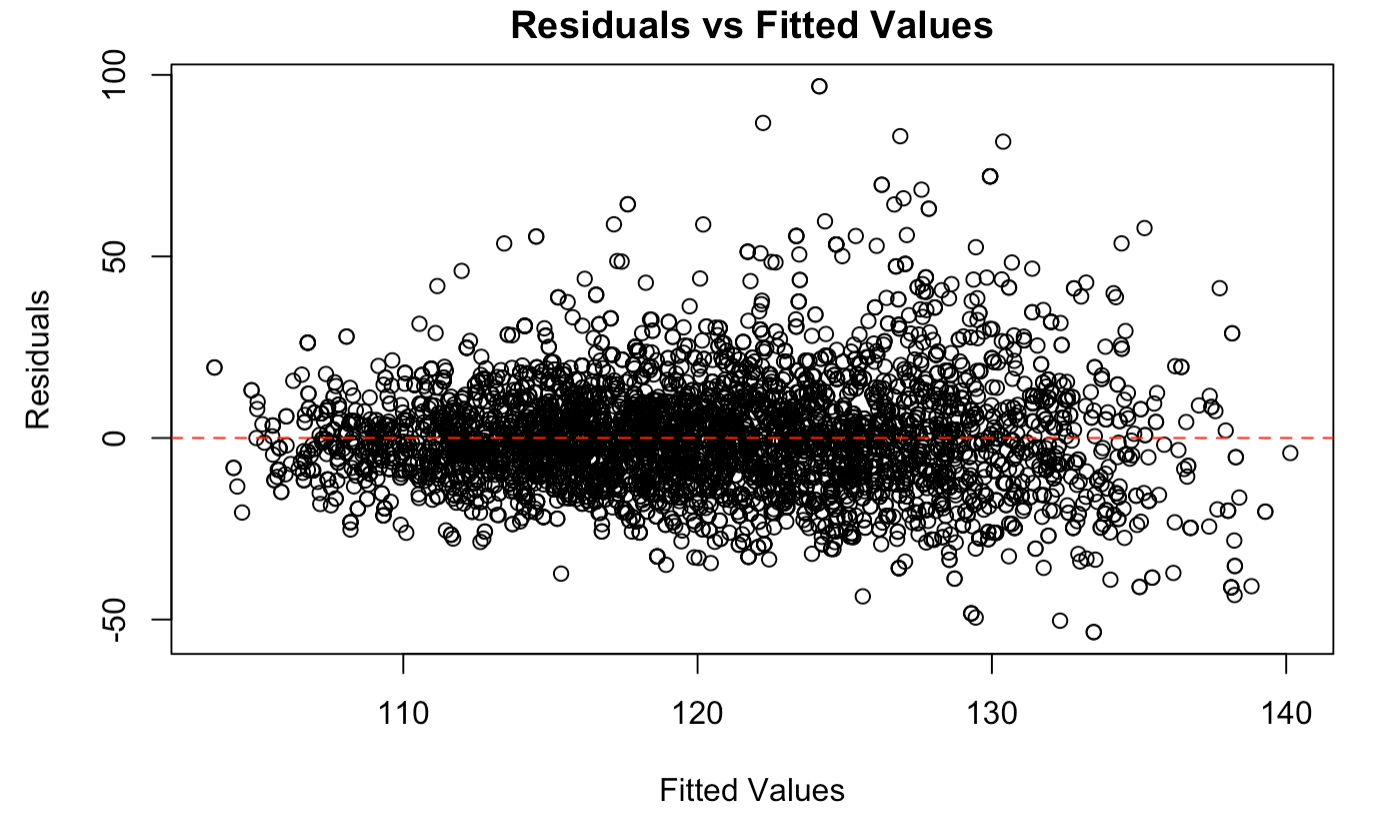 Residuals vs Fitted Values
Residuals
100
50
0
-50
110 120 130 140
Fitted Values